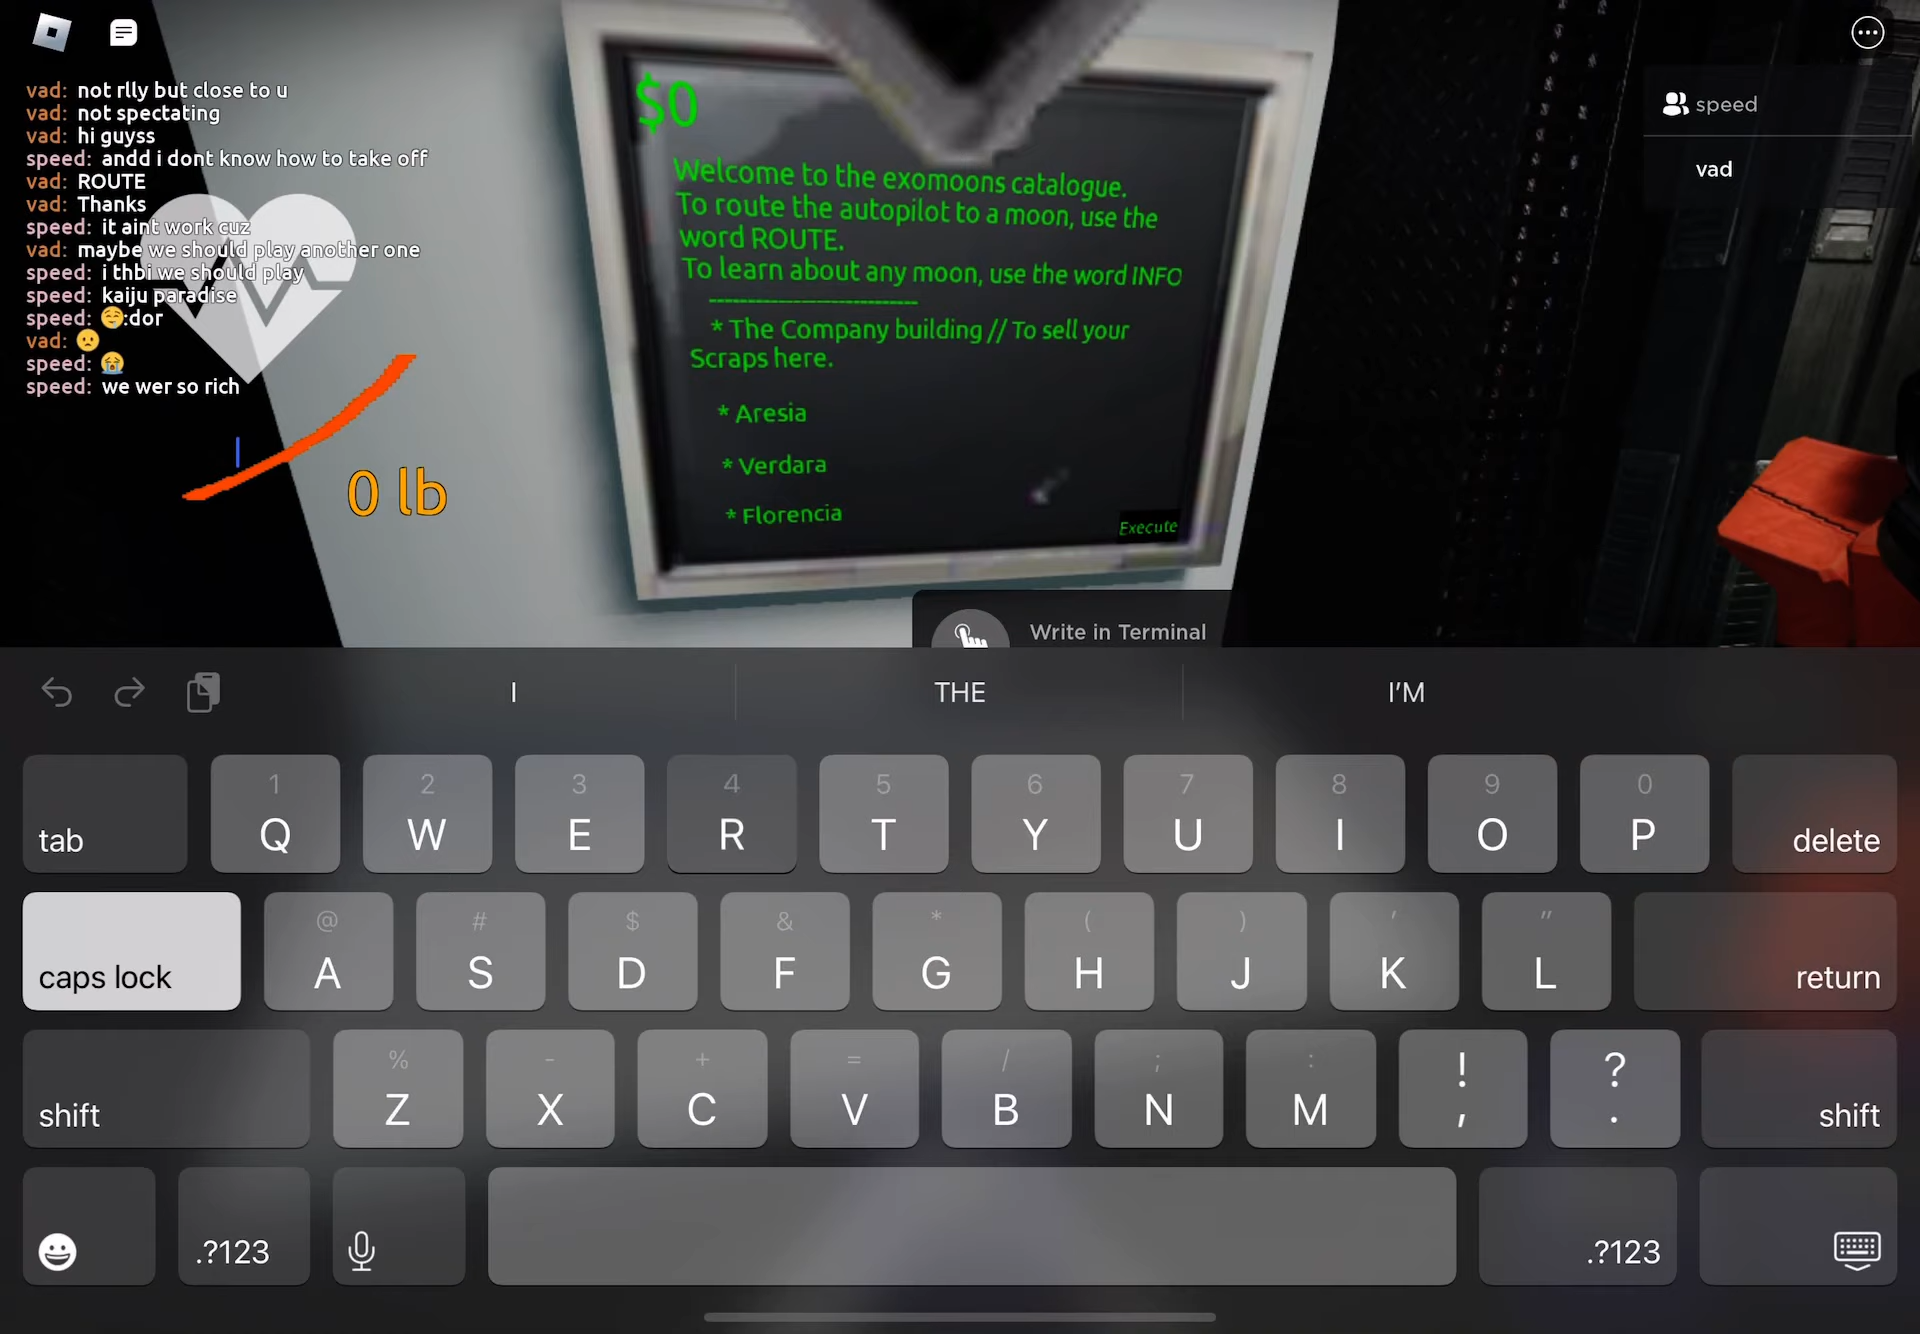 vad: not rlly but close to u
vad: not spectating
vad: hi guyss
speed: andd i dont know how to take off
vad: ROUTE
vad: Thanks
speed: it aint work cuz
vad: maybe we should play another one
speed: i thbi we should play
speed: kaiju paradise
speed: ☺️:dor
vad: 🙁
speed: 😭
speed: we wer so rich
0 lb
$0
Welcome to the exomoons catalogue.
To route the autopilot to a moon, use the
word ROUTE.
To learn about any moon, use the word INFO
----------------------------
* The Company building // To sell your
Scraps here.
* Aresia
* Verdara
* Florencia
Execute
speed
vad
Write in Terminal
I THE I'M
1 2 3 4 5 6 7 8 9 0
tab Q W E R T Y U I O P delete
@ # $ & * ( ) ' "
caps lock A S D F G H J K L return
% - + = / ; : ! ?
shift Z X C V B N M , . shift
.?123 .?123